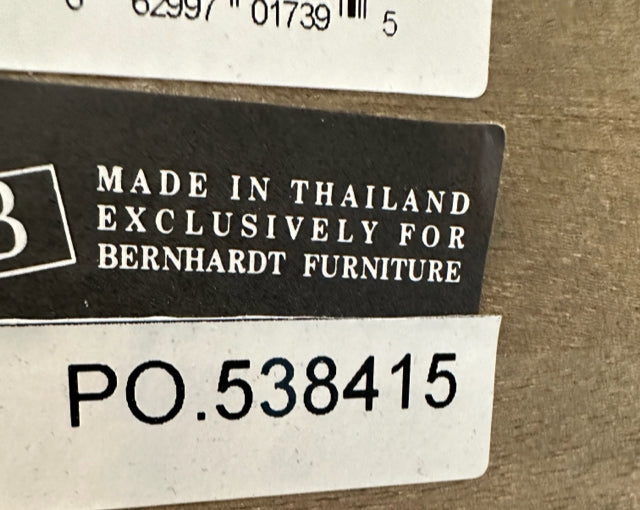 62997 01739 5
B
MADE IN THAILAND
EXCLUSIVELY FOR
BERNHARDT FURNITURE
PO.538415